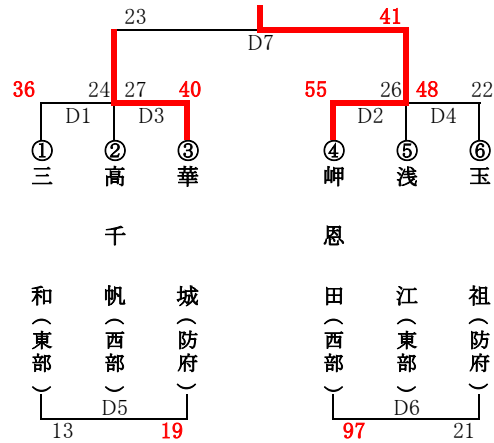 23 41
D7
36 24 27 40 55 26 48 22
D1 D3 D2 D4
① ② ③ ④ ⑤ ⑥
三和(東部)
高千帆(西部)
華城(防府)
岬恩田(西部)
浅江(東部)
玉祖(防府)
D5 D6
13 19 97 21